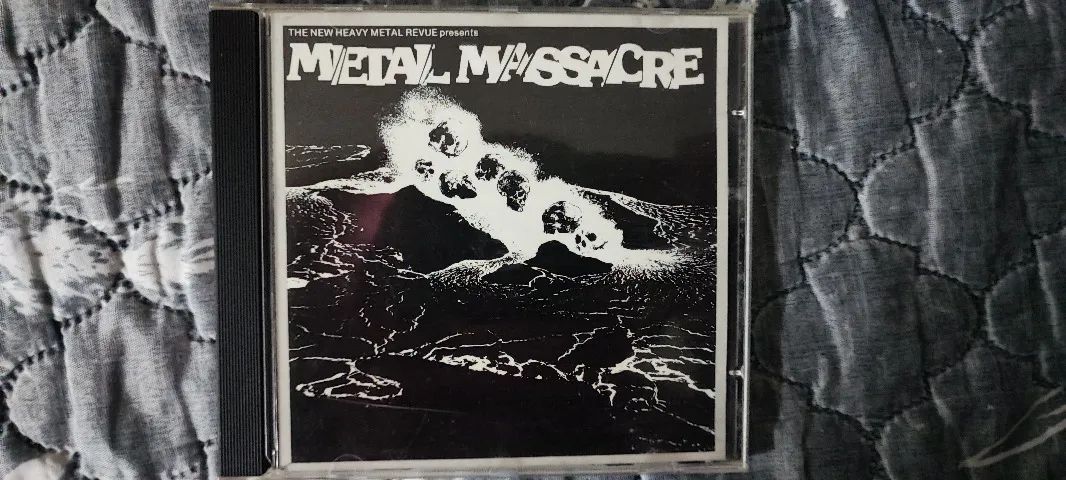 THE NEW HEAVY METAL REVUE presents
METAL MASSACRE